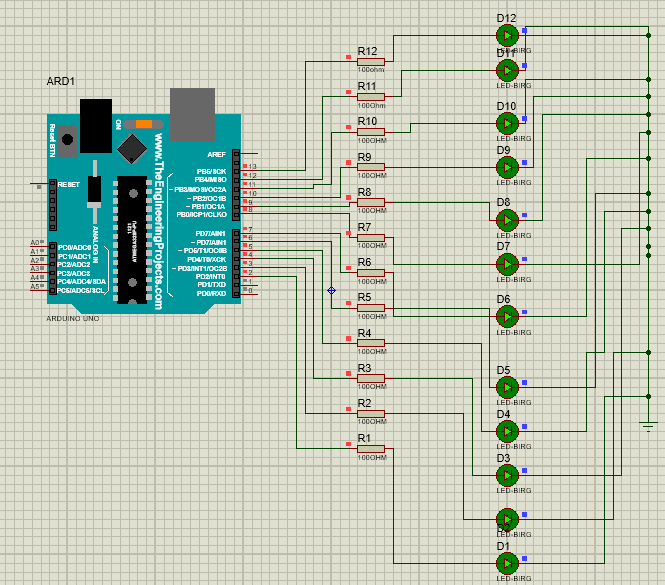 ARD1
ARDUINO UNO
Reset BTN
ON
www.TheEngineeringProjects.com
ANALOG IN
RESET
AREF
PB5/SCK
PB4/MISO
~ PB3/MOSI/OC2A
~ PB2/OC1B
~ PB1/OC1A
PB0/ICP1/CLKO
PD7/AIN1
~ PD6/T1/OC0B
PD4/T0/XCK
~ PD3/INT1/OC2B
PD2/INT0
PD1/TXD
PD0/RXD
13
12
11
10
9
8
7
6
5
4
3
2
1
0
A0
A1
A2
A3
A4
A5
PC0/ADC0
PC1/ADC1
PC2/ADC2
PC3/ADC3
PC4/ADC4/SDA
PC5/ADC5/SCL
R12
100ohm
R11
100Ohm
R10
100OHM
R9
100OHM
R8
100OHM
R7
100OHM
R6
100OHM
R5
100OHM
R4
100OHM
R3
100OHM
R2
100OHM
R1
100OHM
D12
LED-BIRG
D11
LED-BIRG
D10
LED-BIRG
D9
LED-BIRG
D8
LED-BIRG
D7
LED-BIRG
D6
LED-BIRG
D5
LED-BIRG
D4
LED-BIRG
D3
LED-BIRG
LED-BIRG
D1
LED-BIRG